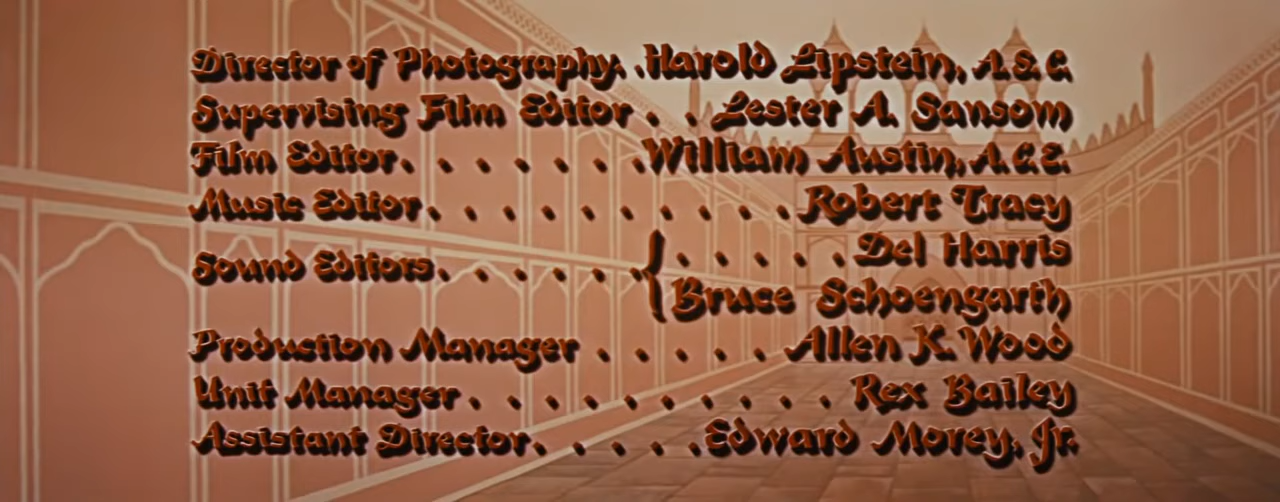 Director of Photography. .Harold Lipstein, A.S.C.
Supervising Film Editor . . Lester A. Sansom
Film Editor. . . . . . .William Austin, A.C.E.
Music Editor. . . . . . . . . .Robert Tracy
Sound Editors. . . . . .{. . . . .Del Harris
Bruce Schoengarth
Production Manager . . . . .Allen K. Wood
Unit Manager. . . . . . . . . . Rex Bailey
Assistant Director. . . . .Edward Morey, Jr.